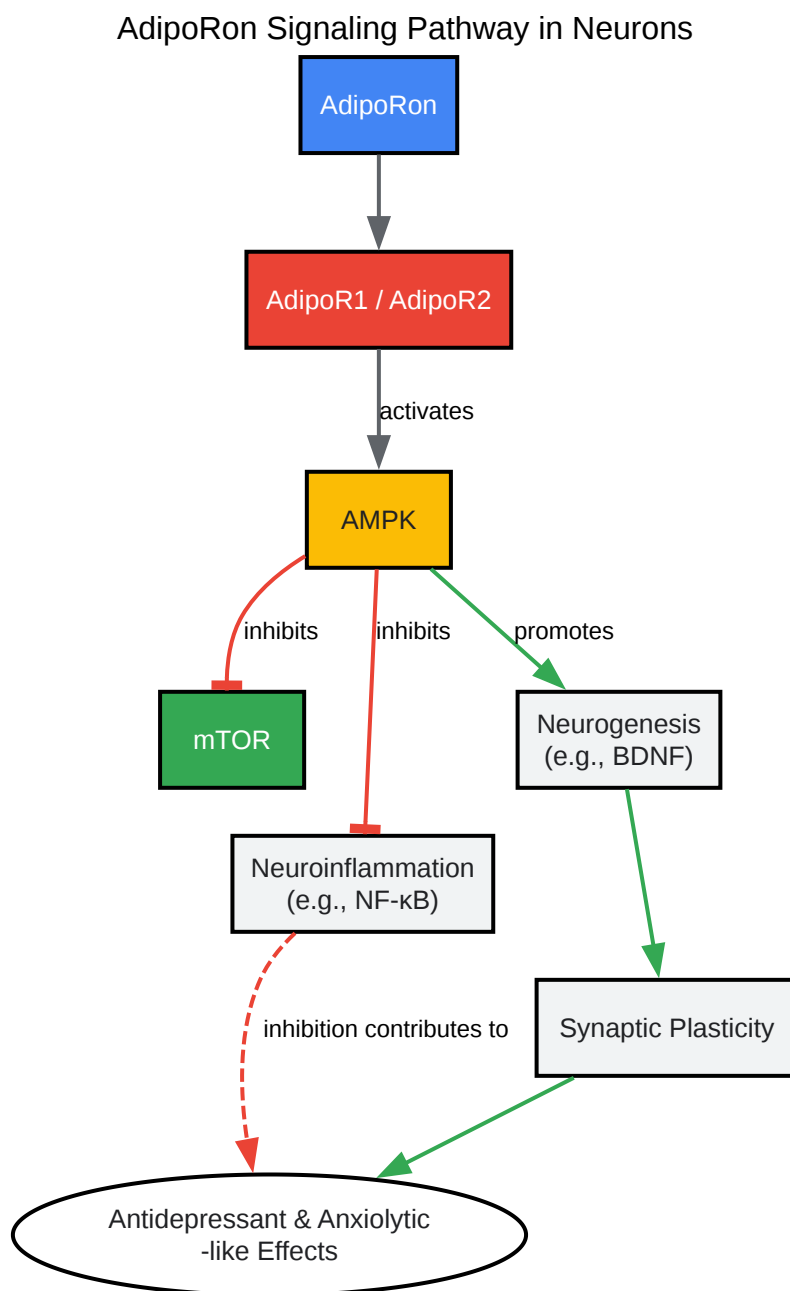 AdipoRon Signaling Pathway in Neurons
AdipoRon
AdipoR1 / AdipoR2
activates
AMPK
inhibits
inhibits
promotes
mTOR
Neurogenesis
(e.g., BDNF)
Neuroinflammation
(e.g., NF-κB)
inhibition contributes to
Synaptic Plasticity
Antidepressant & Anxiolytic
-like Effects